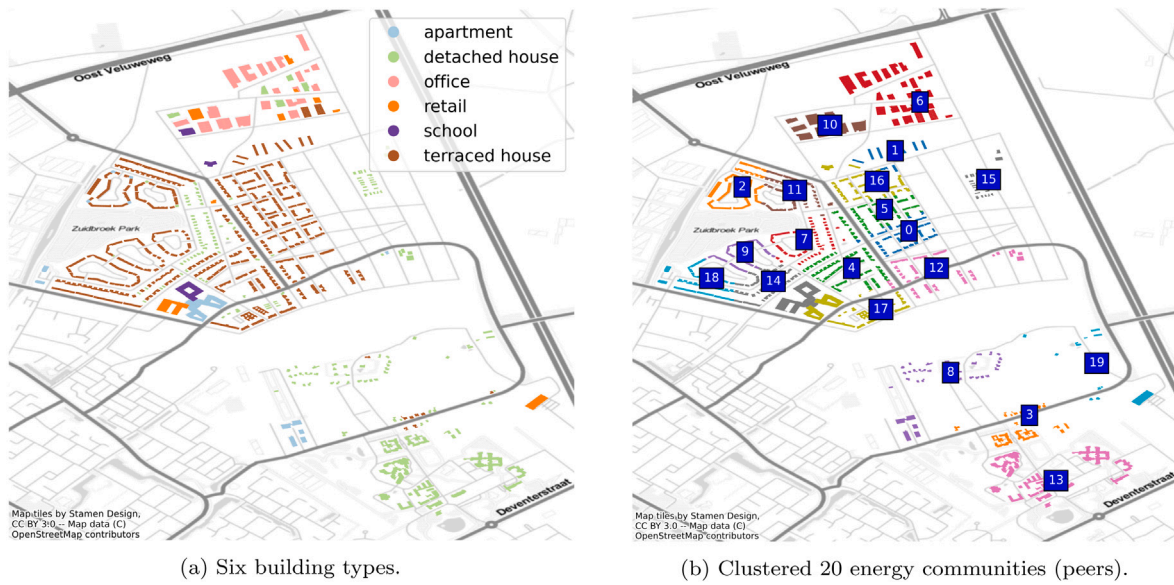 Oost Veluweweg
apartment
detached house
office
retail
school
terraced house
Zuidbroek Park
Deventerstraat
Map tiles by Stamen Design,
CC BY 3.0 -- Map data (C)
OpenStreetMap contributors
(a) Six building types.
Oost Veluweweg
6
10
1
15
16
2
11
5
0
Zuidbroek Park
7
9
4
12
18
14
17
19
8
3
13
Deventerstraat
Map tiles by Stamen Design,
CC BY 3.0 -- Map data (C)
OpenStreetMap contributors
(b) Clustered 20 energy communities (peers).